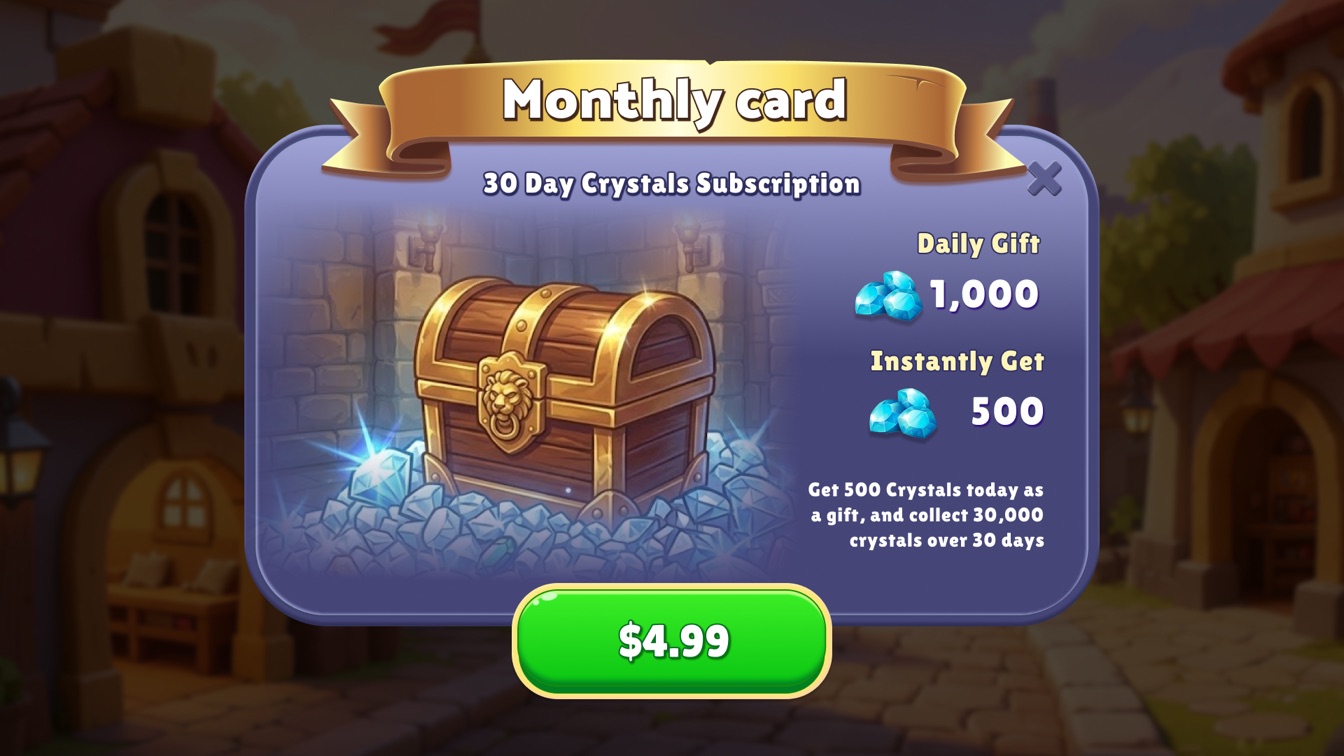 Monthly card
30 Day Crystals Subscription
Daily Gift
1,000
Instantly Get
500
Get 500 Crystals today as
a gift, and collect 30,000
crystals over 30 days
$4.99